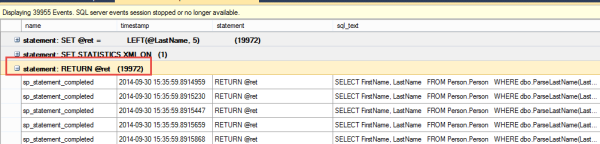 Displaying 39955 Events. SQL server events session stopped or no longer available.
name timestamp statement sql_text
statement: SET @ret = LEFT(@LastName, 5) (19972)
statement: SET STATISTICS XML ON (1)
statement: RETURN @ret (19972)
sp_statement_completed 2014-09-30 15:35:59.8914959 RETURN @ret SELECT FirstName, LastName FROM Person.Person WHERE dbo.ParseLastName(Last...
sp_statement_completed 2014-09-30 15:35:59.8915230 RETURN @ret SELECT FirstName, LastName FROM Person.Person WHERE dbo.ParseLastName(Last...
sp_statement_completed 2014-09-30 15:35:59.8915447 RETURN @ret SELECT FirstName, LastName FROM Person.Person WHERE dbo.ParseLastName(Last...
sp_statement_completed 2014-09-30 15:35:59.8915659 RETURN @ret SELECT FirstName, LastName FROM Person.Person WHERE dbo.ParseLastName(Last...
sp_statement_completed 2014-09-30 15:35:59.8915868 RETURN @ret SELECT FirstName, LastName FROM Person.Person WHERE dbo.ParseLastName(Last...